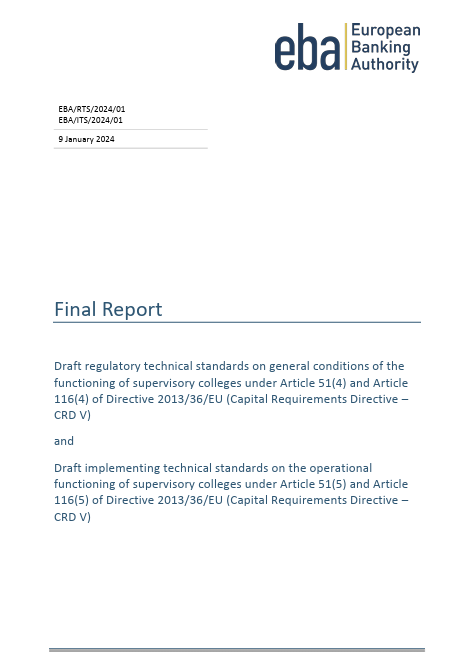 eba European
Banking
Authority
EBA/RTS/2024/01
EBA/ITS/2024/01
9 January 2024
Final Report
Draft regulatory technical standards on general conditions of the
functioning of supervisory colleges under Article 51(4) and Article
116(4) of Directive 2013/36/EU (Capital Requirements Directive –
CRD V)
and
Draft implementing technical standards on the operational
functioning of supervisory colleges under Article 51(5) and Article
116(5) of Directive 2013/36/EU (Capital Requirements Directive –
CRD V)